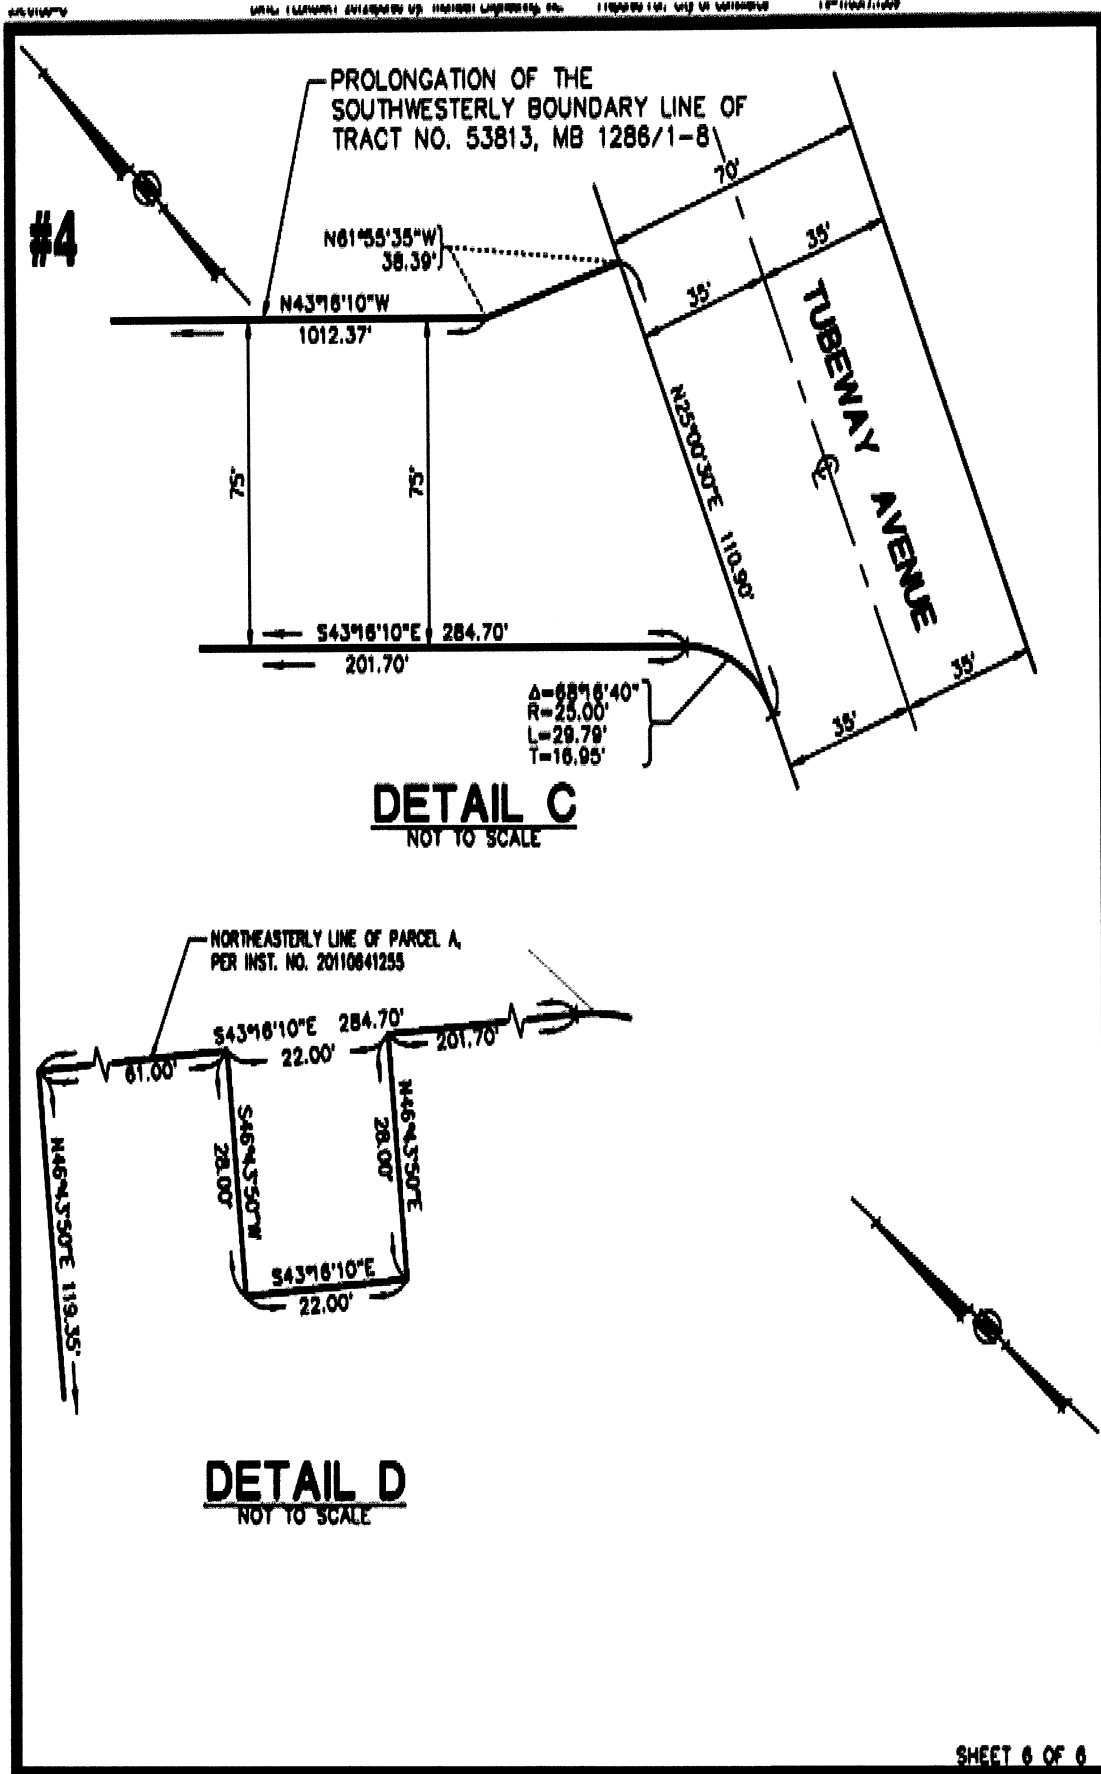 PROLONGATION OF THE
SOUTHWESTERLY BOUNDARY LINE OF
TRACT NO. 53813, MB 1286/1-8
#4
70'
N61°55'35"W
38.39'
35'
35'
N43°16'10"W
1012.37'
TUBEWAY AVENUE
75'
75'
N25°00'30"E 110.90'
S43°16'10"E 284.70'
201.70'
35'
35'
Δ=68°16'40"
R=25.00'
L=29.79'
T=16.95'
DETAIL C
NOT TO SCALE
NORTHEASTERLY LINE OF PARCEL A,
PER INST. NO. 20110641255
S43°16'10"E 284.70'
61.00'
22.00'
201.70'
N46°43'50"E 119.35'
S46°43'50"W
28.00'
N46°43'50"E
28.00'
S43°16'10"E
22.00'
DETAIL D
NOT TO SCALE
SHEET 6 OF 6